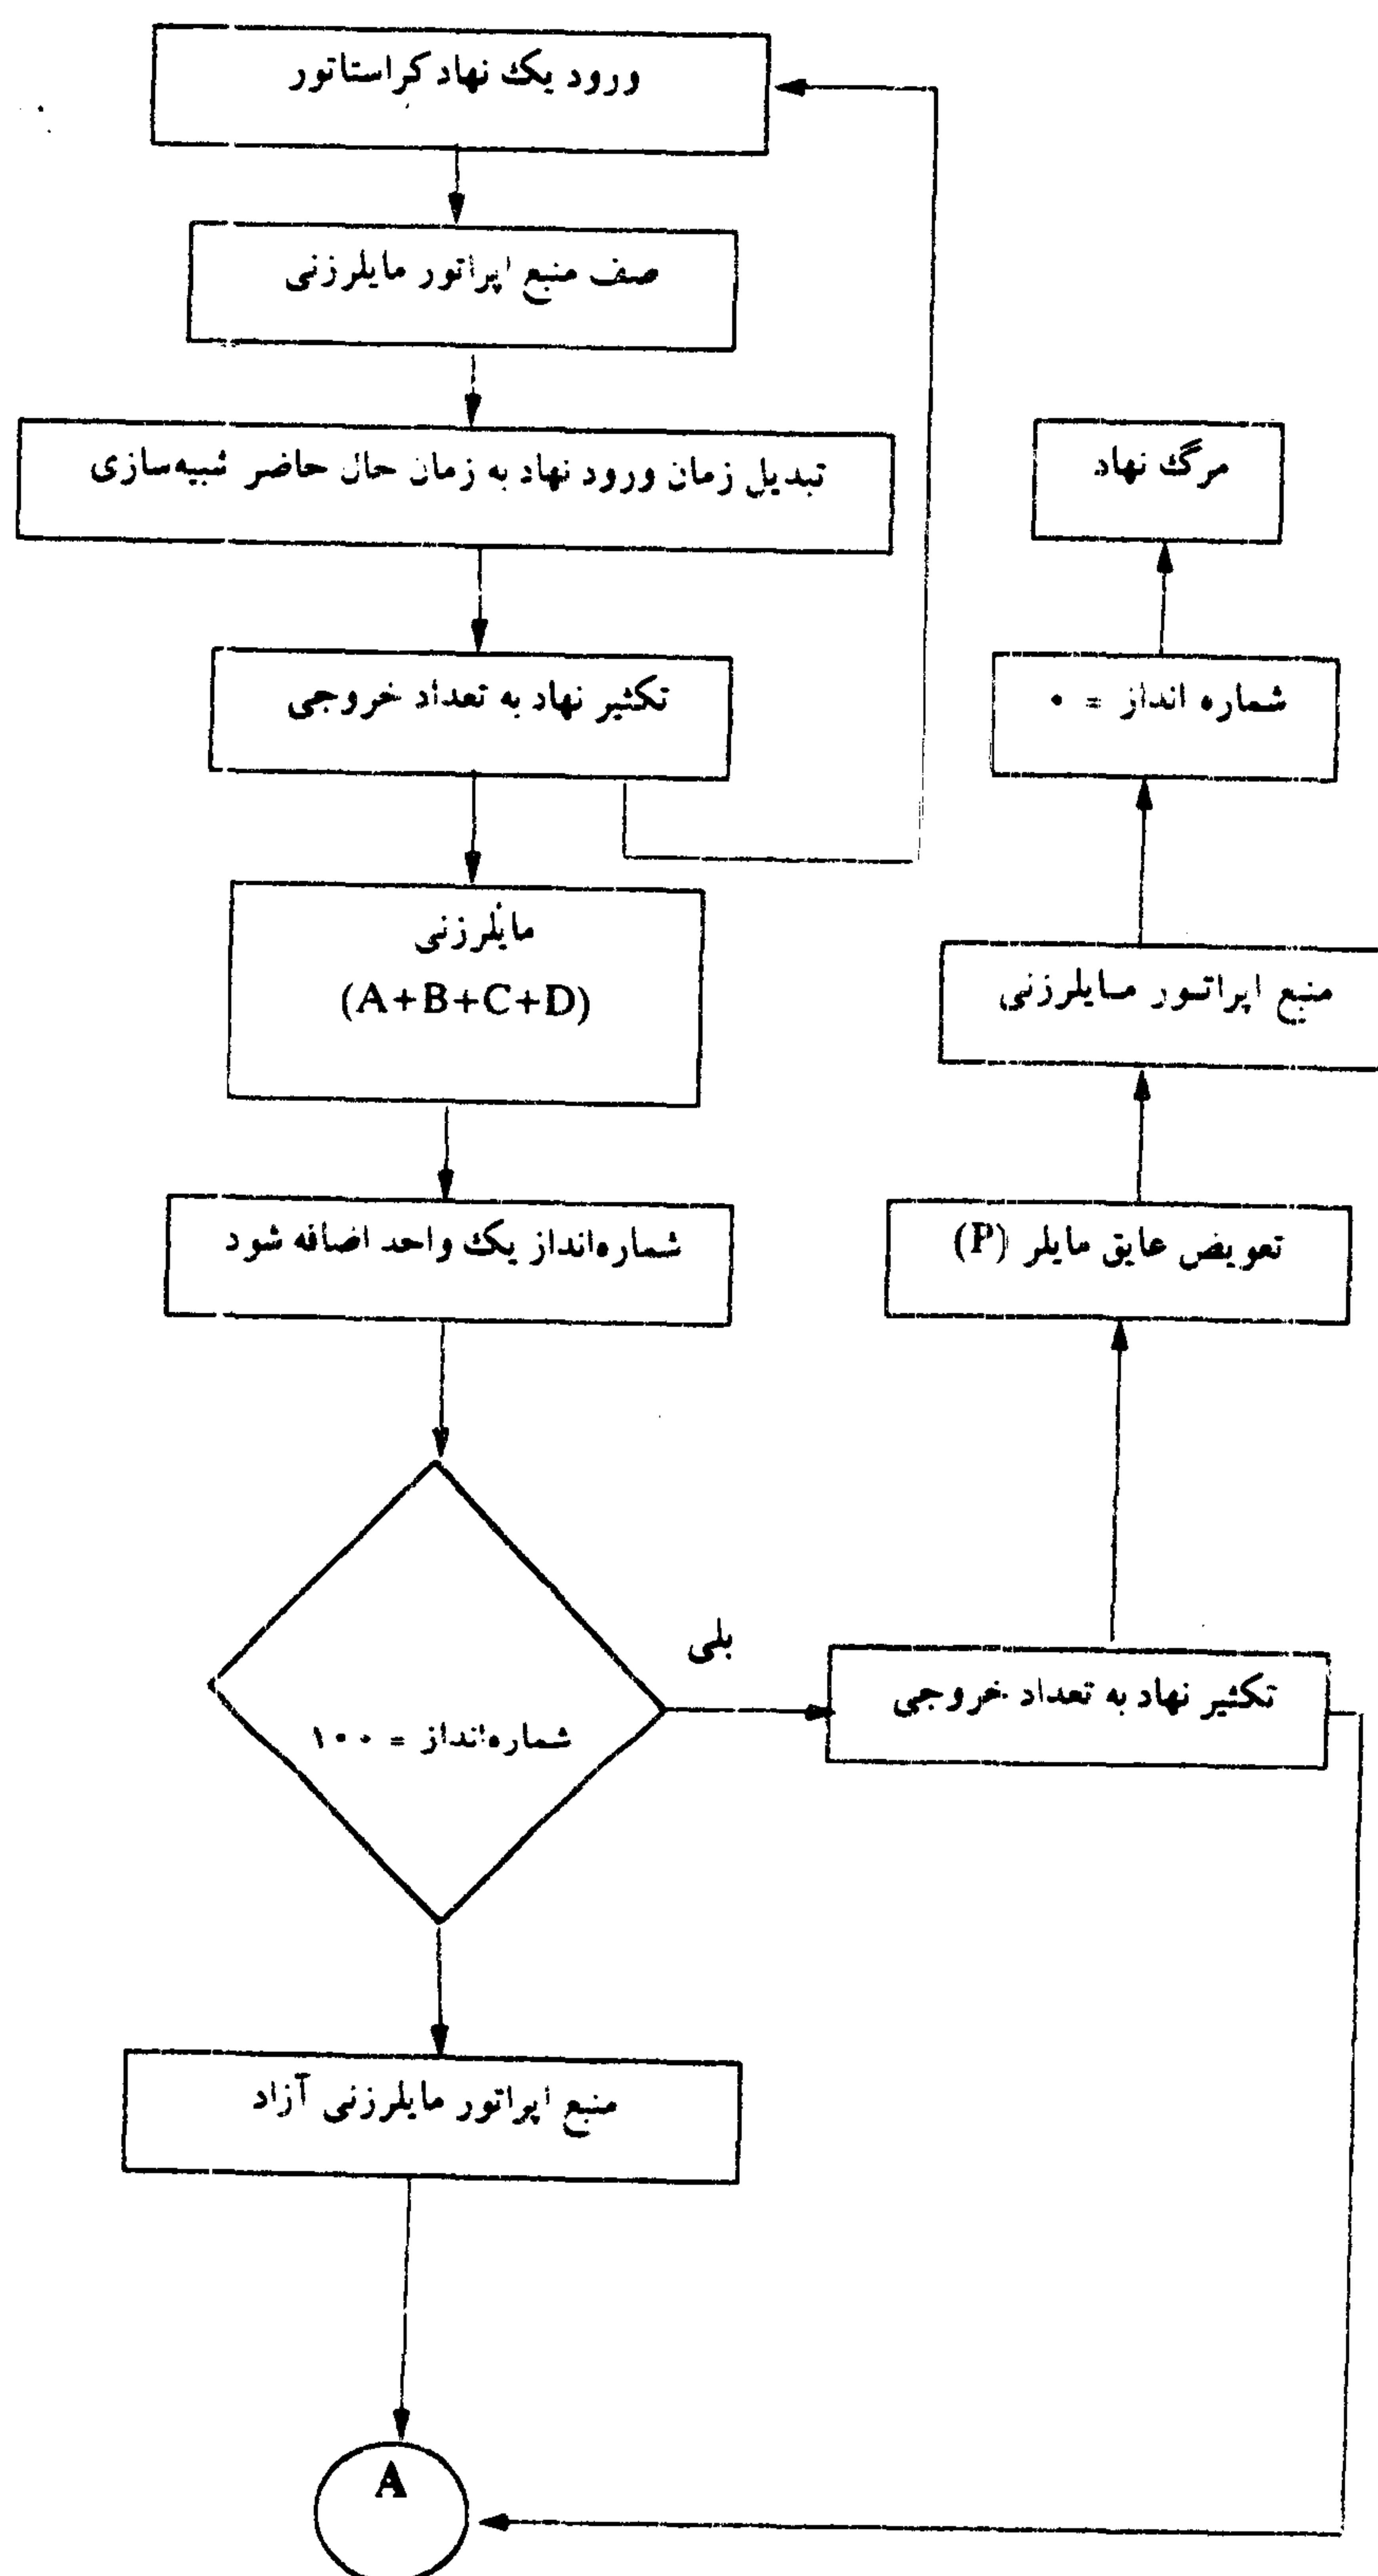 ورود یک نهاد کراستاتور
صف منبع اپراتور مایلرزنی
تبدیل زمان ورود نهاد به زمان حال حاضر شبیه‌سازی
تکثیر نهاد به تعداد خروجی
مایلرزنی
(A+B+C+D)
شماره‌انداز یک واحد اضافه شود
شماره‌انداز = ۱۰۰
بلی
تکثیر نهاد به تعداد خروجی
تعویض عایق مایلر (P)
منبع اپراتور مایلرزنی
شماره انداز = ۰
مرگ نهاد
منبع اپراتور مایلرزنی آزاد
A